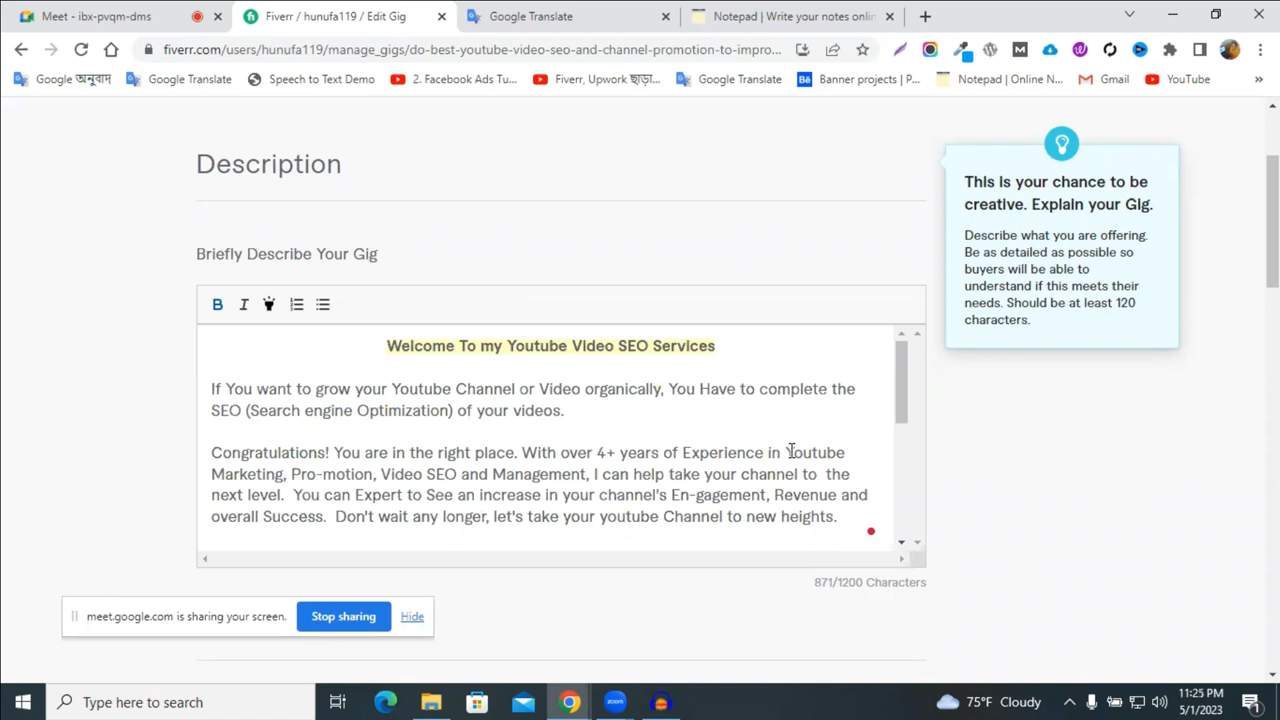 Meet - ibx-pvqm-dms
Fiverr / hunufa119 / Edit Gig
Google Translate
Notepad | Write your notes onlin
fiverr.com/users/hunufa119/manage_gigs/do-best-youtube-video-seo-and-channel-promotion-to-impro...
Google অনুবাদ
Google Translate
Speech to Text Demo
2. Facebook Ads Tu...
Fiverr, Upwork ছাড়া...
Google Translate
Banner projects | P...
Notepad | Online N...
Gmail
YouTube
»
Description
Briefly Describe Your Gig
B I
Welcome To my Youtube Video SEO Services
If You want to grow your Youtube Channel or Video organically, You Have to complete the
SEO (Search engine Optimization) of your videos.
Congratulations! You are in the right place. With over 4+ years of Experience in Youtube
Marketing, Pro-motion, Video SEO and Management, I can help take your channel to the
next level. You can Expert to See an increase in your channel's En-gagement, Revenue and
overall Success. Don't wait any longer, let's take your youtube Channel to new heights.
871/1200 Characters
This is your chance to be
creative. Explain your Gig.
Describe what you are offering.
Be as detailed as possible so
buyers will be able to
understand if this meets their
needs. Should be at least 120
characters.
meet.google.com is sharing your screen.
Stop sharing
Hide
Type here to search
zoom
75°F Cloudy
11:25 PM
5/1/2023